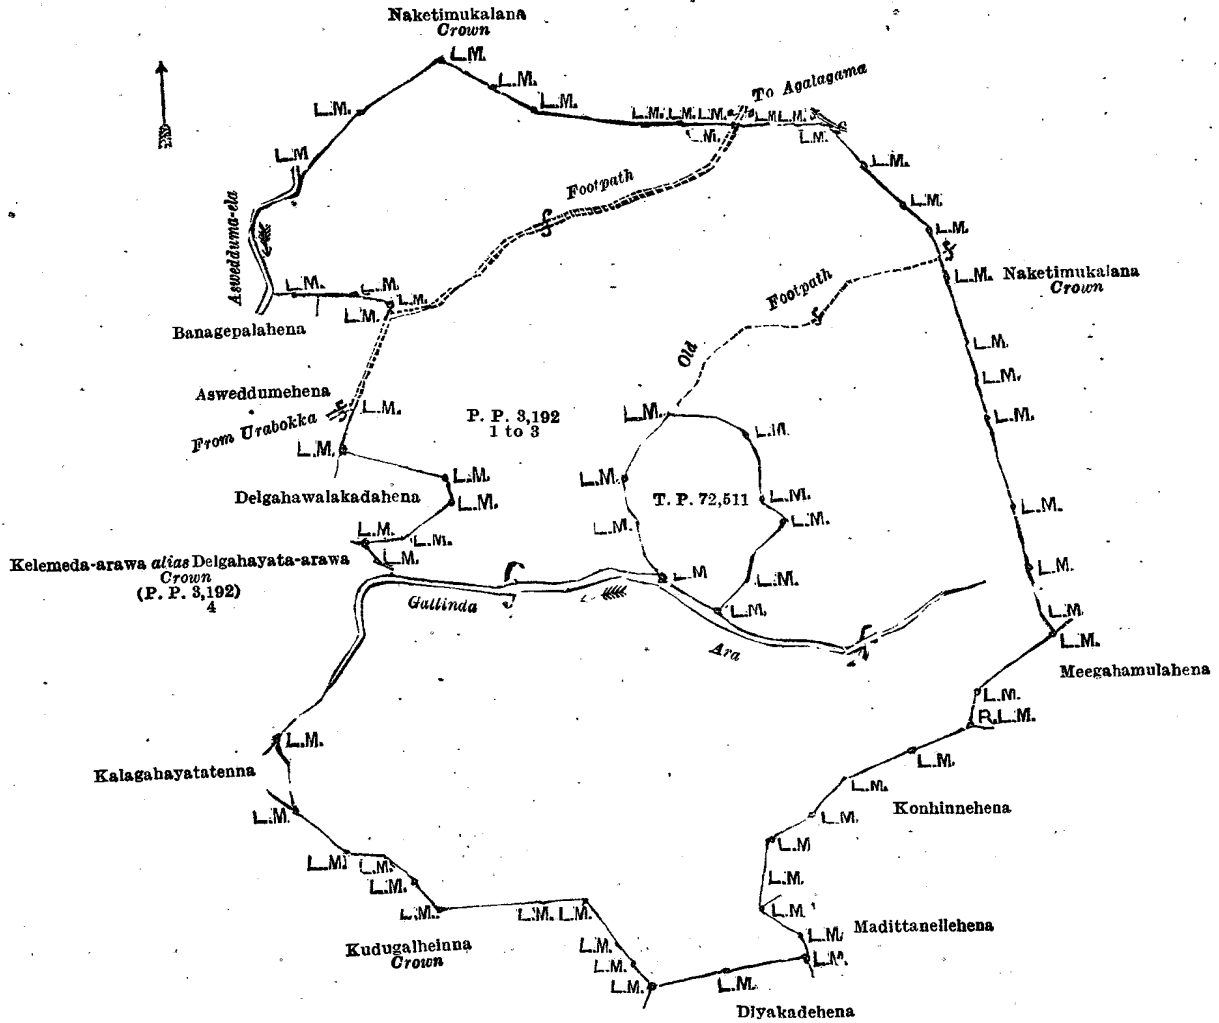 Naketimukalana
Crown
L.M.
L.M.
To Agalagama
L.M.
L.M.
L.M. L.M. L.M. L.M. L.M.
L.M.
L.M.
L.M
L.M.
Footpath
L.M.
Aswedduma-ela
L.M.
L.M. Naketimukalana
Crown
Footpath
L.M.
L.M.
L.M.
L.M.
Banagepalahena
L.M.
Old
L.M.
Asweddumehena
L.M.
From Urabokka
P. P. 3,192
1 to 3
L.M.
L.M.
L.M.
L.M.
L.M.
L.M.
L.M.
Delgahawalakadahena
L.M.
T. P. 72,511
L.M.
L.M.
L.M.
L.M.
L.M.
L.M.
L.M.
Kelemeda-arawa alias Delgahayata-arawa
Crown
(P. P. 3,192)
4
L.M
L.M.
L.M.
Gallinda
L.M.
L.M.
L.M.
Ara
Meegahamulahena
L.M.
R.L.M.
L.M.
Kalagahayatatenna
L.M.
L.M.
Konhinnehena
L.M.
L.M.
L.M
L.M.
L.M.
L.M.
L.M.
L.M.
L.M. L.M.
L.M.
Kudugalheinna
Crown
L.M.
Madittanellehena
L.M.
L.M.
L.M.
L.M.
L.M.
Diyakadehena